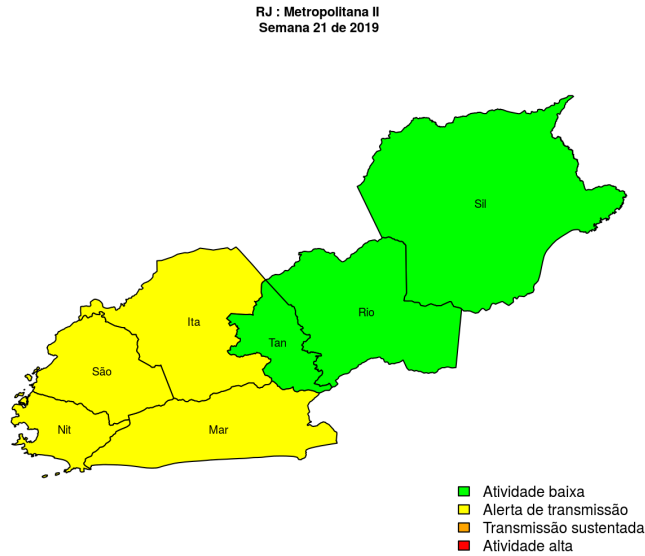 RJ : Metropolitana II
Semana 21 de 2019
Sil
Rio
Ita
Tan
São
Nit
Mar
Atividade baixa
Alerta de transmissão
Transmissão sustentada
Atividade alta